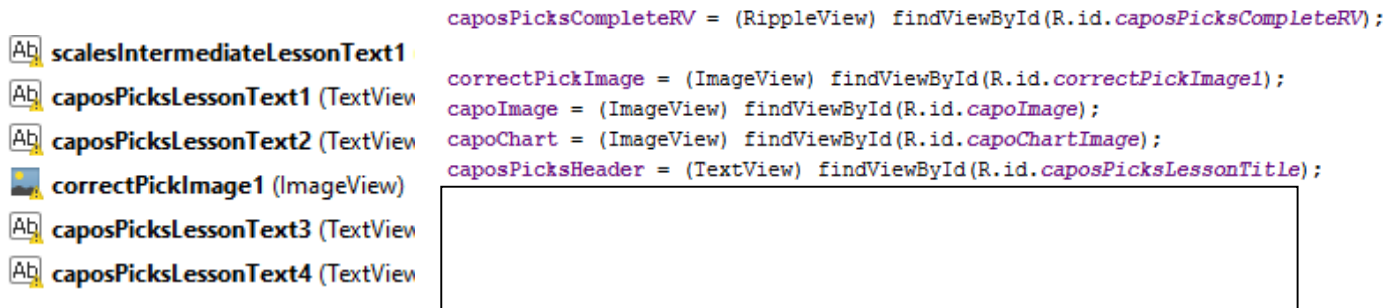 scalesIntermediateLessonText1
caposPicksLessonText1 (TextView
caposPicksLessonText2 (TextView
correctPickImage1 (ImageView)
caposPicksLessonText3 (TextView
caposPicksLessonText4 (TextView
caposPicksCompleteRV = (RippleView) findViewById(R.id.caposPicksCompleteRV);
correctPickImage = (ImageView) findViewById(R.id.correctPickImage1);
capoImage = (ImageView) findViewById(R.id.capoImage);
capoChart = (ImageView) findViewById(R.id.capoChartImage);
caposPicksHeader = (TextView) findViewById(R.id.caposPicksLessonTitle);